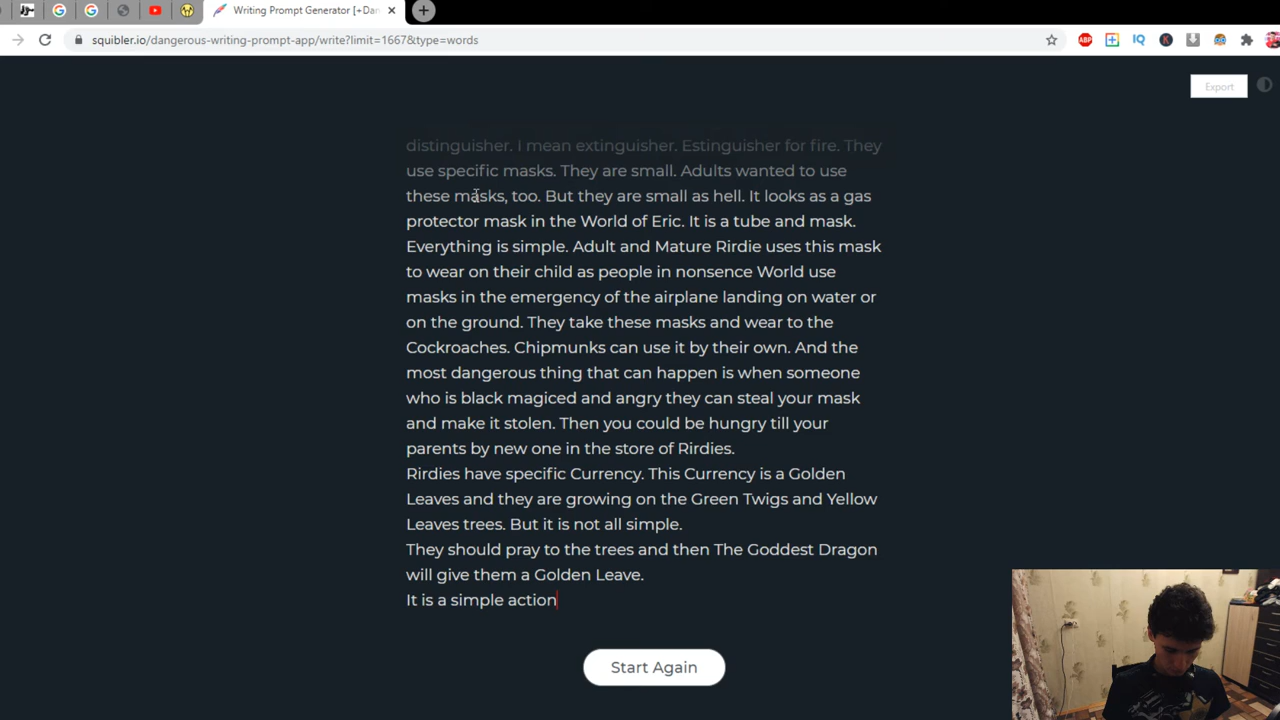 Writing Prompt Generator [+Dan
squibler.io/dangerous-writing-prompt-app/write?limit=1667&type=words
ABP
IQ
K
Export
distinguisher. I mean extinguisher. Estinguisher for fire. They
use specific masks. They are small. Adults wanted to use
these masks, too. But they are small as hell. It looks as a gas
protector mask in the World of Eric. It is a tube and mask.
Everything is simple. Adult and Mature Rirdie uses this mask
to wear on their child as people in nonsence World use
masks in the emergency of the airplane landing on water or
on the ground. They take these masks and wear to the
Cockroaches. Chipmunks can use it by their own. And the
most dangerous thing that can happen is when someone
who is black magiced and angry they can steal your mask
and make it stolen. Then you could be hungry till your
parents by new one in the store of Rirdies.
Rirdies have specific Currency. This Currency is a Golden
Leaves and they are growing on the Green Twigs and Yellow
Leaves trees. But it is not all simple.
They should pray to the trees and then The Goddest Dragon
will give them a Golden Leave.
It is a simple action
Start Again